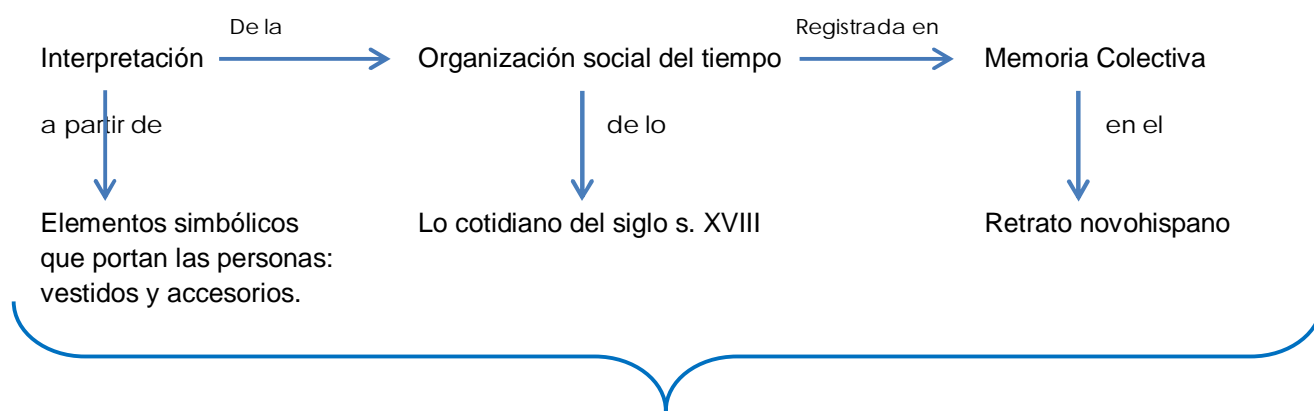 De la
Registrada en
Interpretación
Organización social del tiempo
Memoria Colectiva
a partir de
de lo
en el
Elementos simbólicos
que portan las personas:
vestidos y accesorios.
Lo cotidiano del siglo s. XVIII
Retrato novohispano